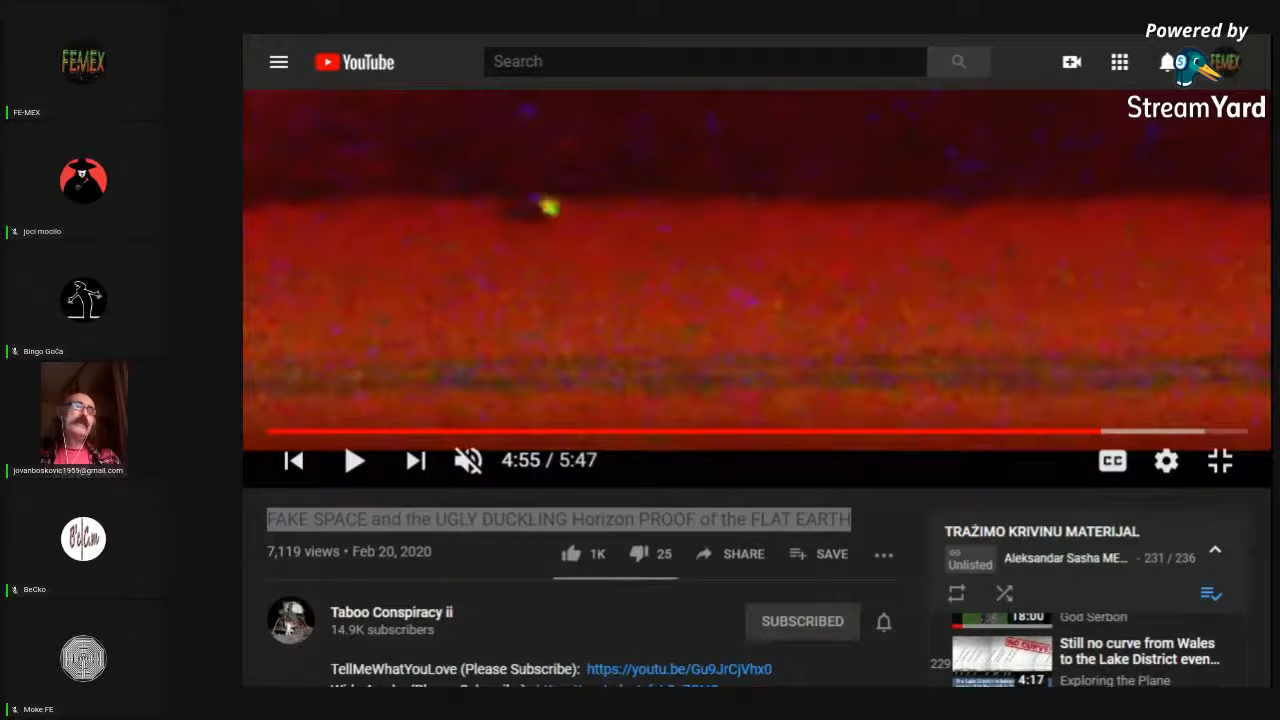 Powered by
StreamYard
FEMEX
FE-MEX
joci mocilo
Bingo Goča
jovanboskovic1959@gmail.com
BeCko
Moke FE
YouTube
Search
4:55 / 5:47
CC
FAKE SPACE and the UGLY DUCKLING Horizon PROOF of the FLAT EARTH
7,119 views • Feb 20, 2020
1K
25
SHARE
SAVE
Taboo Conspiracy ii
14.9K subscribers
SUBSCRIBED
TellMeWhatYouLove (Please Subscribe): https://youtu.be/Gu9JrCjVhx0
TRAŽIMO KRIVINU MATERIJAL
Unlisted
Aleksandar Sasha ME... - 231 / 236
18:00
God Serbon
229
NO CURVE
Still no curve from Wales
to the Lake District even...
4:17
Exploring the Plane